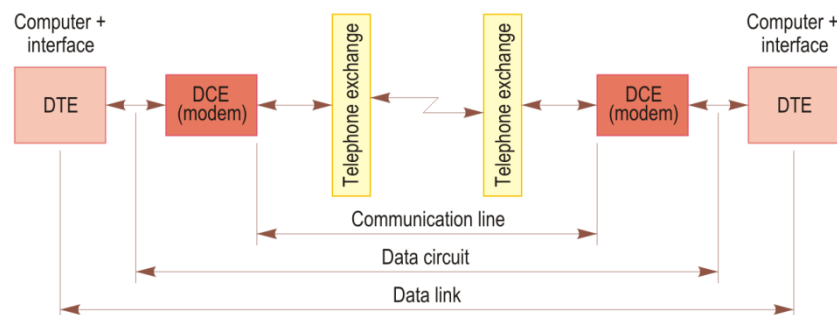 Computer +
interface
DTE
DCE
(modem)
Telephone exchange
Telephone exchange
DCE
(modem)
Computer +
interface
DTE
Communication line
Data circuit
Data link